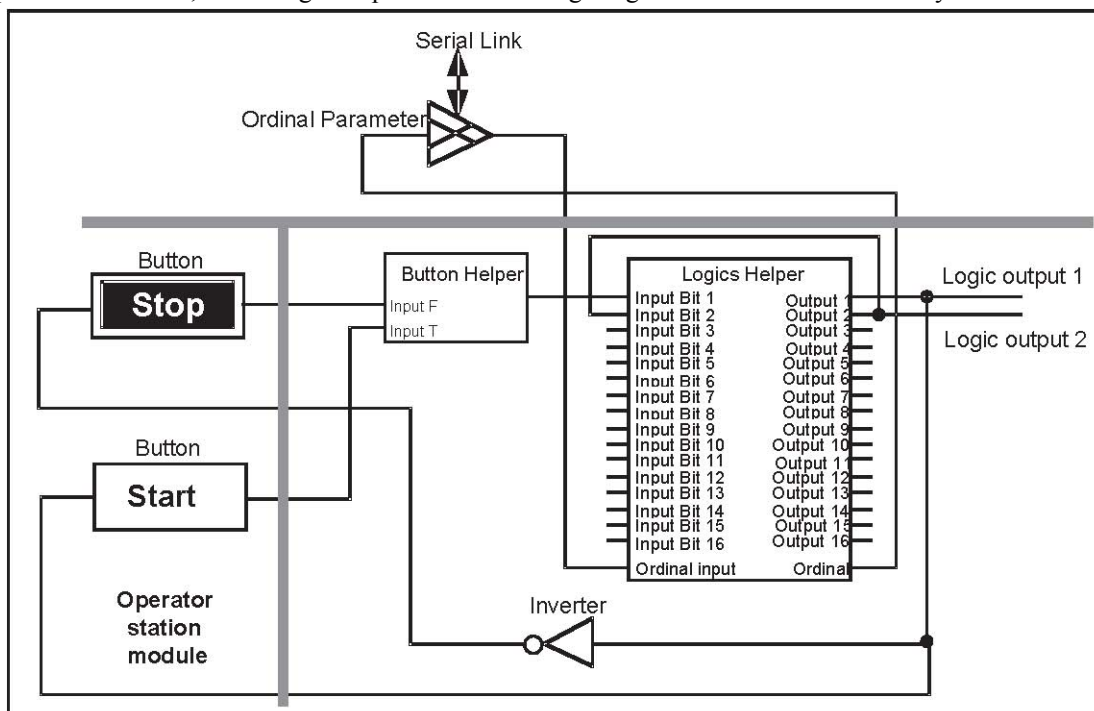 Serial Link
Ordinal Parameter
Button
Stop
Button Helper
Input F
Input T
Logics Helper
Input Bit 1
Input Bit 2
Input Bit 3
Input Bit 4
Input Bit 5
Input Bit 6
Input Bit 7
Input Bit 8
Input Bit 9
Input Bit 10
Input Bit 11
Input Bit 12
Input Bit 13
Input Bit 14
Input Bit 15
Input Bit 16
Ordinal input
Output 1
Output 2
Output 3
Output 4
Output 5
Output 6
Output 7
Output 8
Output 9
Output 10
Output 11
Output 12
Output 13
Output 14
Output 15
Output 16
Ordinal
Logic output 1
Logic output 2
Button
Start
Operator
station
module
Inverter